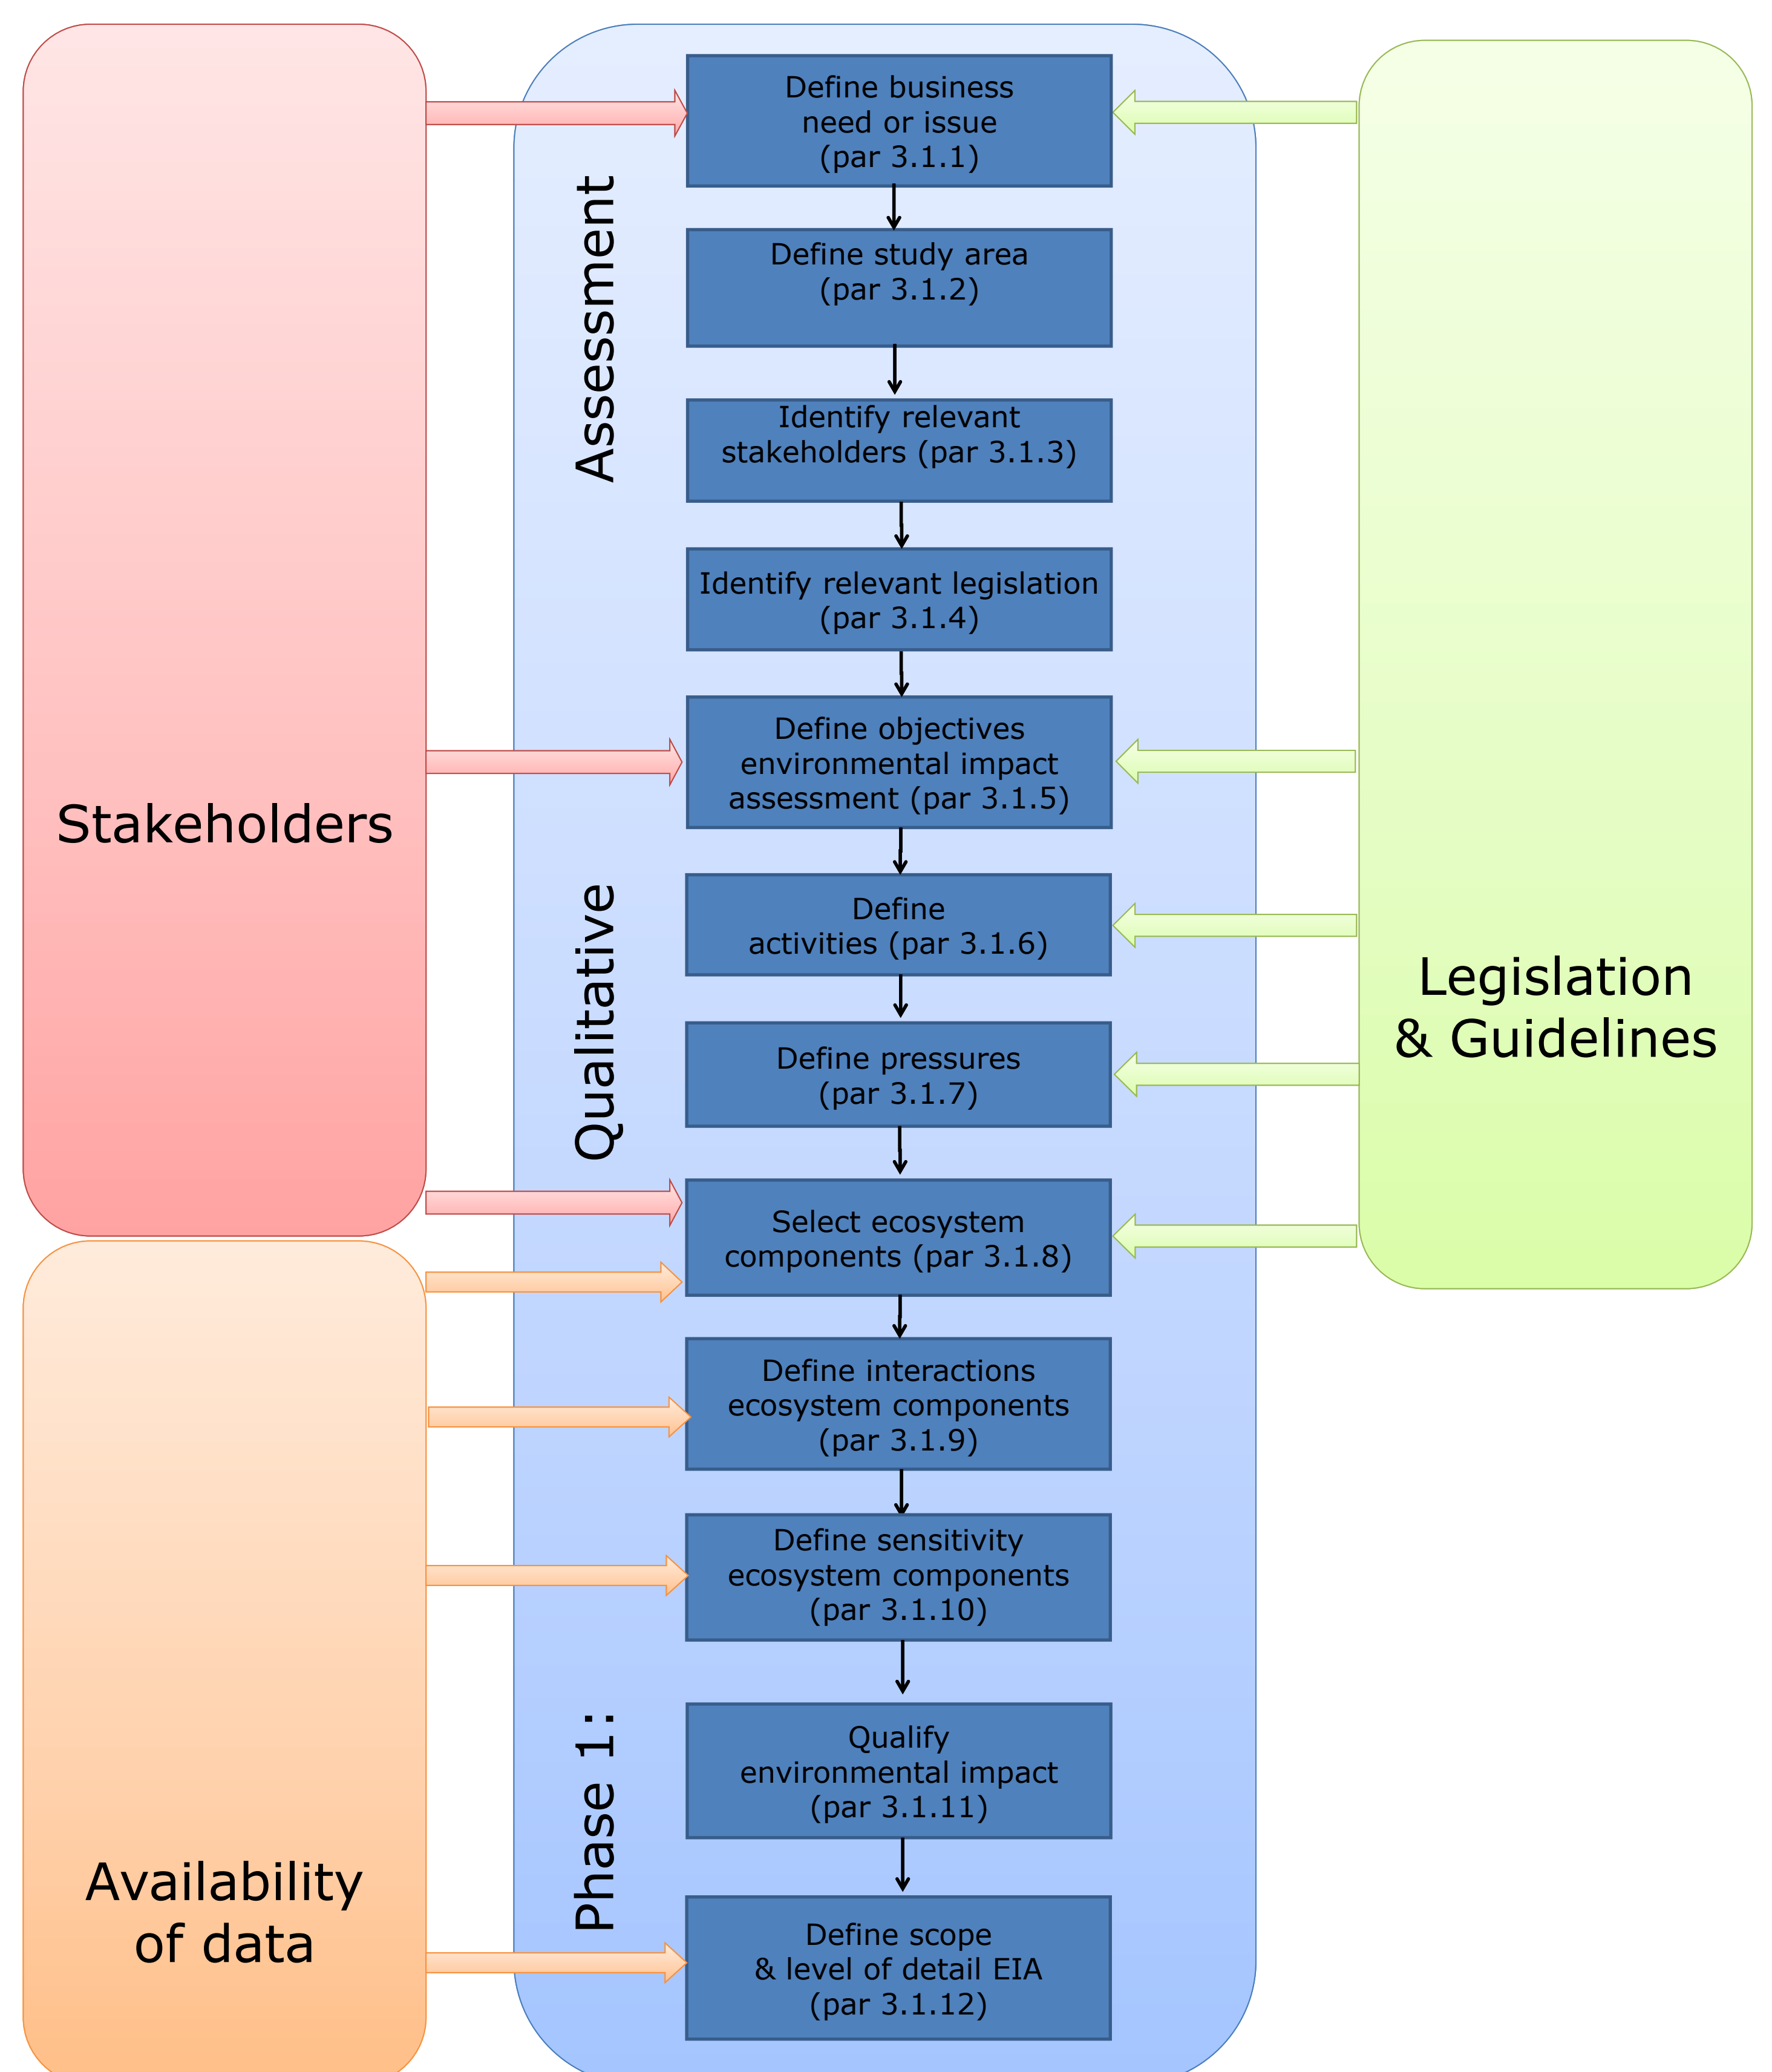 Stakeholders
Availability
of data
Phase 1: Qualitative Assessment
Define business
need or issue
(par 3.1.1)
Define study area
(par 3.1.2)
Identify relevant
stakeholders (par 3.1.3)
Identify relevant legislation
(par 3.1.4)
Define objectives
environmental impact
assessment (par 3.1.5)
Define
activities (par 3.1.6)
Define pressures
(par 3.1.7)
Select ecosystem
components (par 3.1.8)
Define interactions
ecosystem components
(par 3.1.9)
Define sensitivity
ecosystem components
(par 3.1.10)
Qualify
environmental impact
(par 3.1.11)
Define scope
& level of detail EIA
(par 3.1.12)
Legislation
& Guidelines